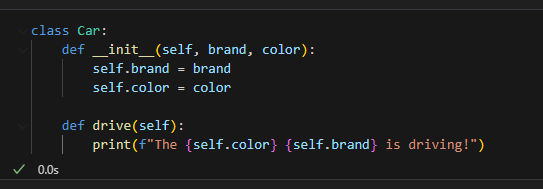 class Car:
    def __init__(self, brand, color):
        self.brand = brand
        self.color = color

    def drive(self):
        print(f"The {self.color} {self.brand} is driving!")
0.0s